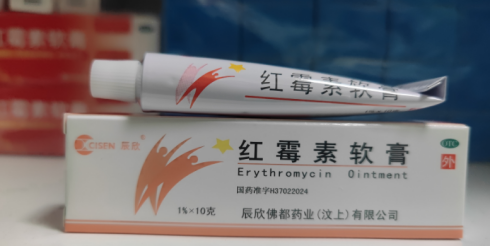 红霉素软膏
CISEN 辰欣®
红霉素软膏
Erythromycin Ointment
国药准字H37022024
OTC
外
1%×10克
辰欣佛都药业(汶上)有限公司